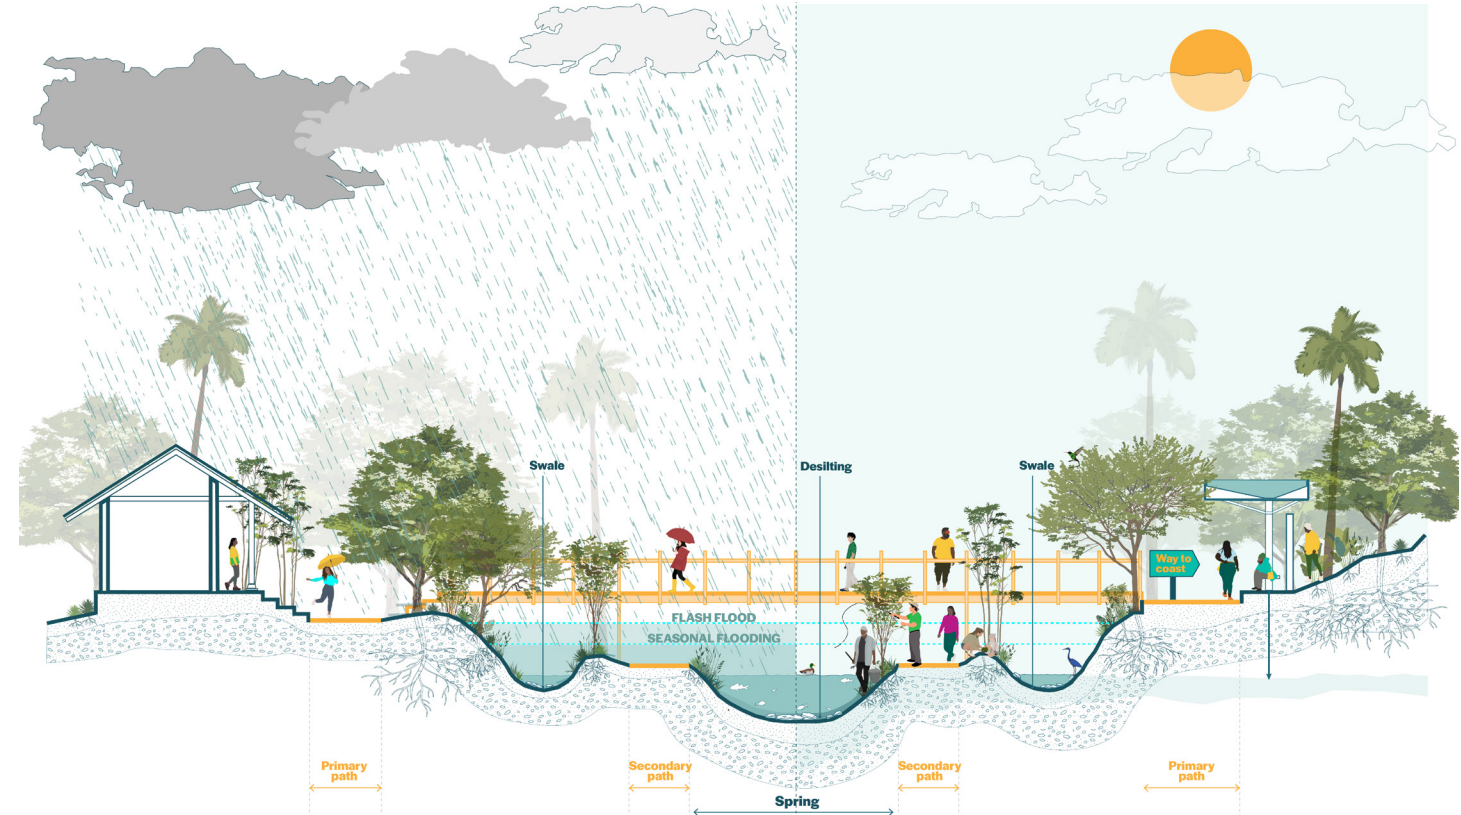 Swale
Desilting
Swale
Way to
coast
FLASH FLOOD
SEASONAL FLOODING
Primary
path
Secondary
path
Secondary
path
Primary
path
Spring